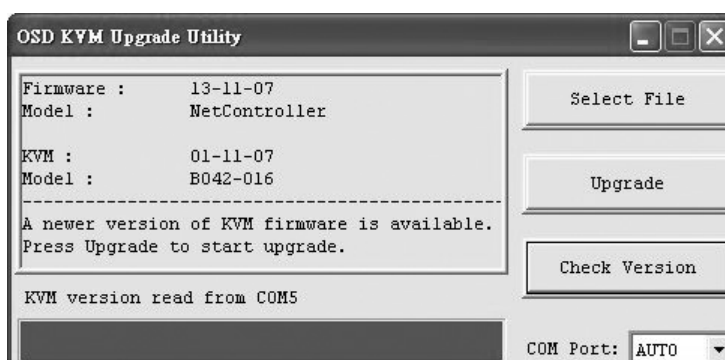 OSD KVM Upgrade Utility
Firmware : 13-11-07
Model : NetController
KVM : 01-11-07
Model : B042-016
A newer version of KVM firmware is available.
Press Upgrade to start upgrade.
KVM version read from COM5
Select File
Upgrade
Check Version
COM Port: AUTO